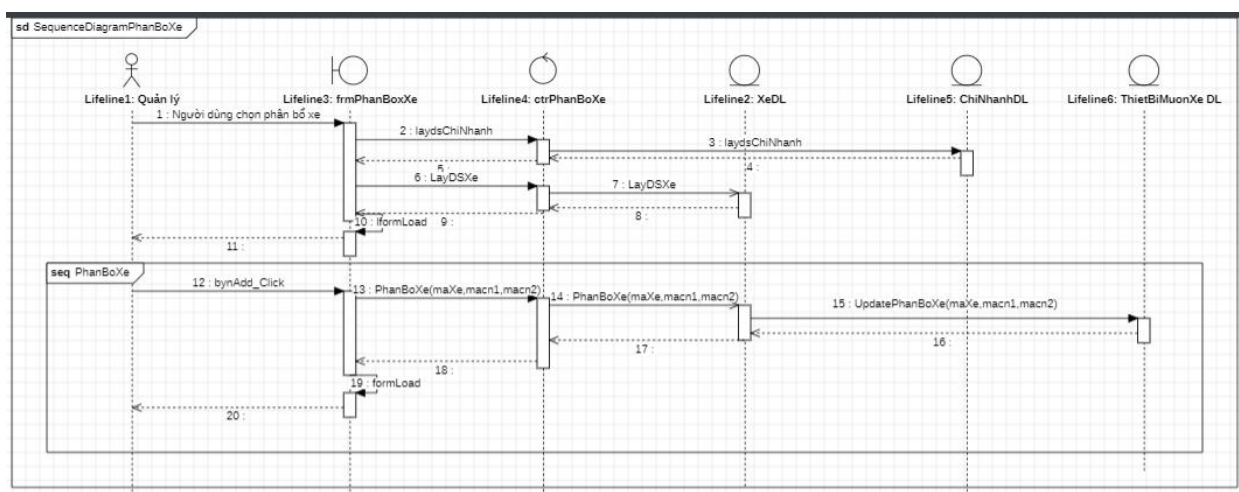 sd SequenceDiagramPhanBoXe
Lifeline1: Quản lý
Lifeline3: frmPhanBoxXe
Lifeline4: ctrPhanBoXe
Lifeline2: XeDL
Lifeline5: ChiNhanhDL
Lifeline6: ThietBiMuonXe DL
1 : Người dùng chọn phân bổ xe
2 : laydsChiNhanh
3 : laydsChiNhanh
4 :
5 :
6 : LayDSXe
7 : LayDSXe
8 :
9 :
10 : lformLoad
11 :
seq PhanBoXe
12 : bynAdd_Click
13 : PhanBoXe(maXe,macn1,macn2)
14 : PhanBoXe(maXe,macn1,macn2)
15 : UpdatePhanBoXe(maXe,macn1,macn2)
16 :
17 :
18 :
19 : formLoad
20 :